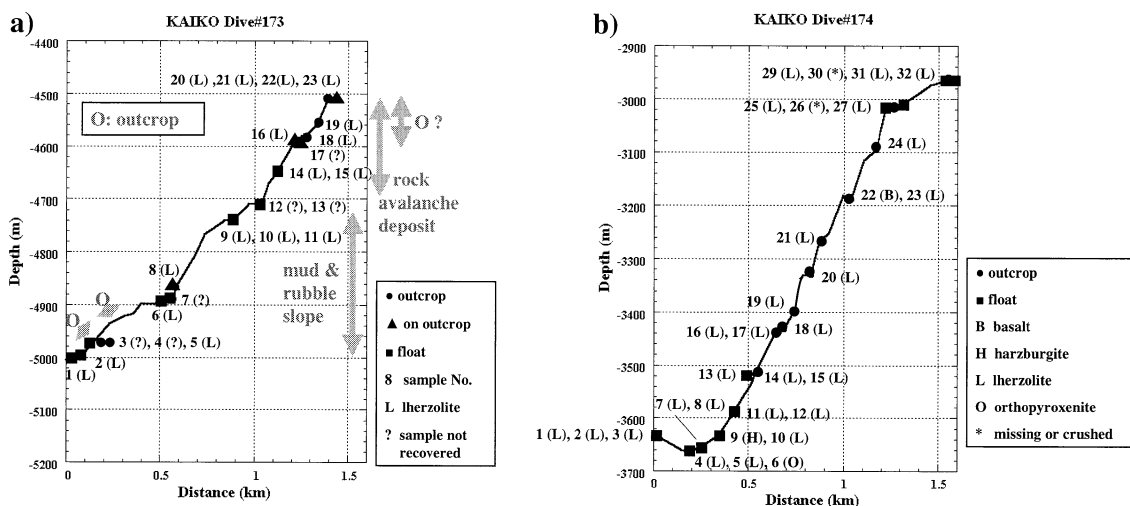 a)
KAIKO Dive#173
-4400
-4500
-4600
-4700
-4800
-4900
-5000
-5100
-5200
Depth (m)
0
0.5
1
1.5
Distance (km)
O: outcrop
20 (L) ,21 (L), 22(L), 23 (L)
19 (L)
16 (L)
18 (L)
17 (?)
14 (L), 15 (L)
12 (?), 13 (?)
9 (L), 10 (L), 11 (L)
8 (L)
7 (?)
6 (L)
O
O
3 (?), 4 (?), 5 (L)
2 (L)
1 (L)
O ?
rock
avalanche
deposit
mud &
rubble
slope
outcrop
on outcrop
float
8 sample No.
L lherzolite
? sample not
recovered
b)
KAIKO Dive#174
-2900
-3000
-3100
-3200
-3300
-3400
-3500
-3600
-3700
Depth (m)
0
0.5
1
1.5
Distance (km)
29 (L), 30 (*), 31 (L), 32 (L)
25 (L), 26 (*), 27 (L)
24 (L)
22 (B), 23 (L)
21 (L)
20 (L)
19 (L)
16 (L), 17 (L)
18 (L)
13 (L)
14 (L), 15 (L)
7 (L), 8 (L)
11 (L), 12 (L)
1 (L), 2 (L), 3 (L)
9 (H), 10 (L)
4 (L), 5 (L), 6 (O)
outcrop
float
B basalt
H harzburgite
L lherzolite
O orthopyroxenite
* missing or crushed